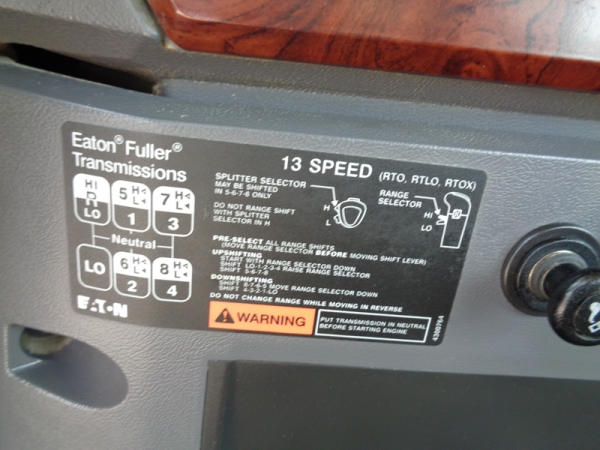 Eaton® Fuller®
Transmissions
13 SPEED (RTO, RTLO, RTOX)
HI
R
LO
5 H
L
1
7 H
L
3
Neutral
LO
6 H
L
2
8 H
L
4
EATON
SPLITTER SELECTOR
MAY BE SHIFTED
IN 5-6-7-8 ONLY
DO NOT RANGE SHIFT
WITH SPLITTER
SELECTOR IN H
H
L
RANGE
SELECTOR
HI
LO
PRE-SELECT ALL RANGE SHIFTS
(MOVE RANGE SELECTOR BEFORE MOVING SHIFT LEVER)
UPSHIFTING
START WITH RANGE SELECTOR DOWN
SHIFT LO-1-2-3-4 RAISE RANGE SELECTOR
SHIFT 5-6-7-8
DOWNSHIFTING
SHIFT 8-7-6-5 MOVE RANGE SELECTOR DOWN
SHIFT 4-3-2-1-LO
DO NOT CHANGE RANGE WHILE MOVING IN REVERSE
WARNING
PUT TRANSMISSION IN NEUTRAL
BEFORE STARTING ENGINE
4300764